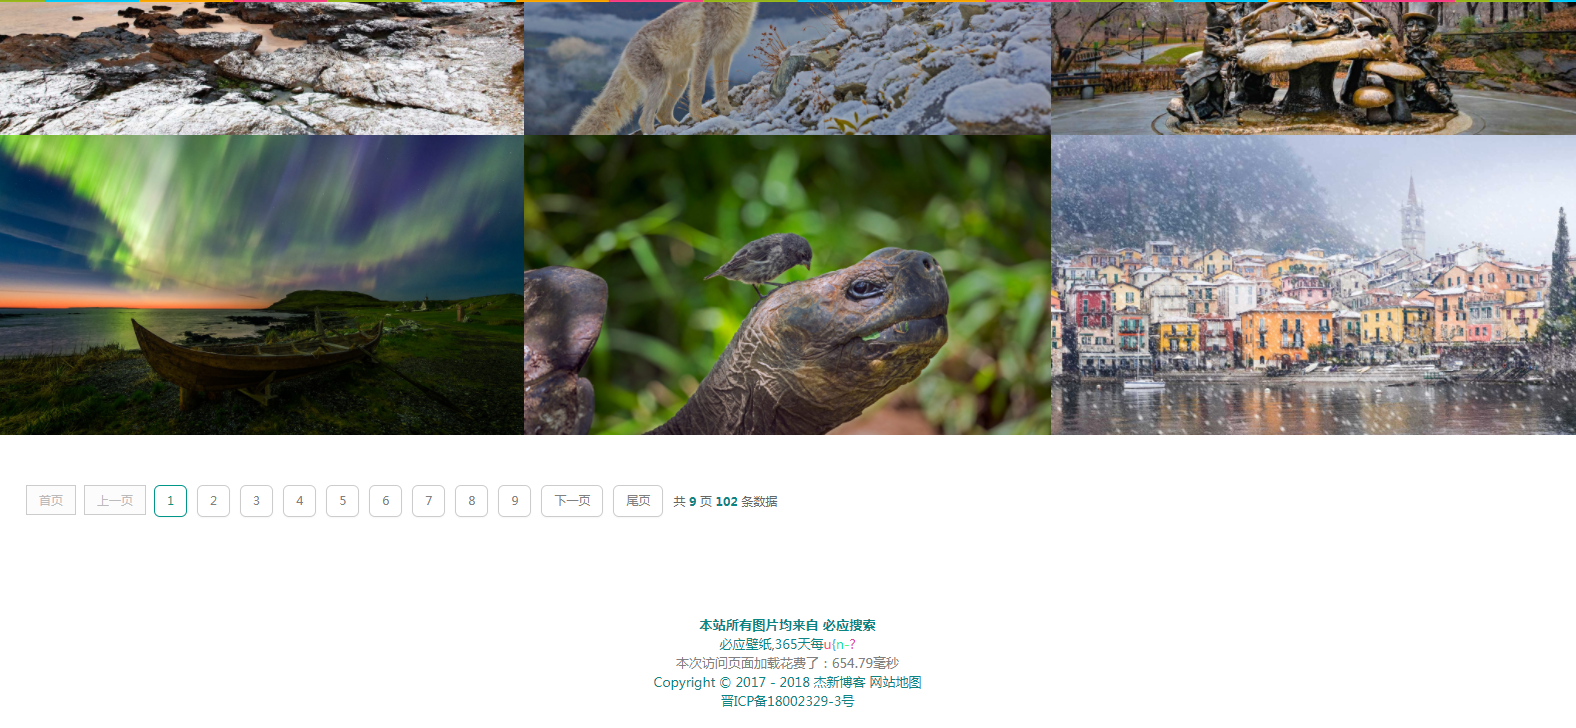 首页 上一页 1 2 3 4 5 6 7 8 9 下一页 尾页 共 9 页 102 条数据
本站所有图片均来自 必应搜索
必应壁纸,365天每u{n-?
本次访问页面加载花费了：654.79毫秒
Copyright © 2017 - 2018 杰新博客 网站地图
晋ICP备18002329-3号